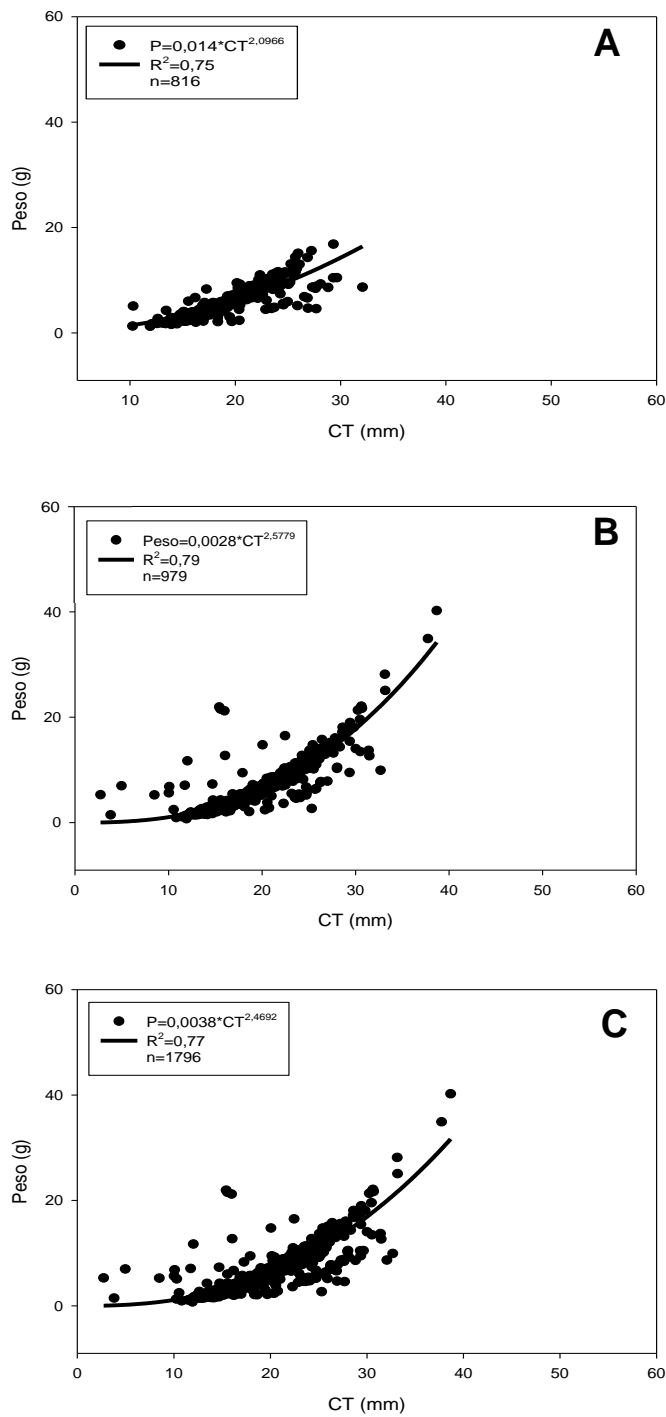 60
P=0,014*CT^2,0966
R²=0,75
n=816
A
40
Peso (g)
20
0
10 20 30 40 50 60
CT (mm)
60
Peso=0,0028*CT^2,5779
R²=0,79
n=979
B
40
Peso (g)
20
0
0 10 20 30 40 50 60
CT (mm)
60
P=0,0038*CT^2,4692
R²=0,77
n=1796
C
40
Peso (g)
20
0
0 10 20 30 40 50 60
CT (mm)